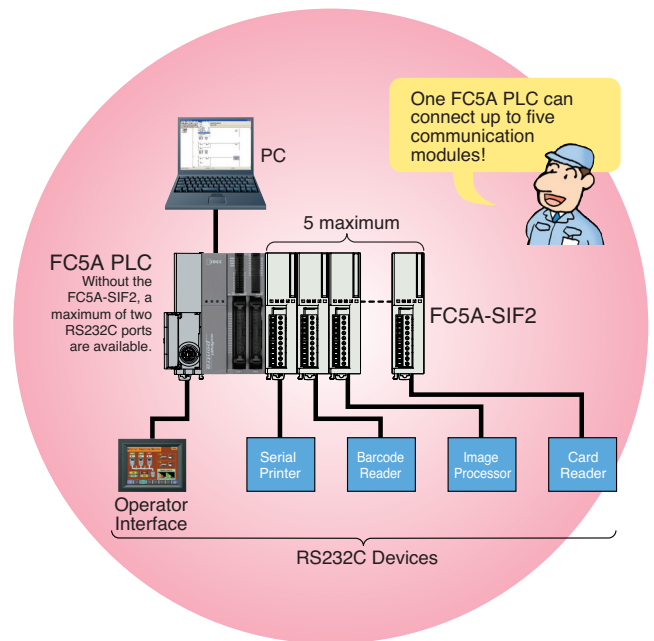 One FC5A PLC can
connect up to five
communication
modules!
PC
5 maximum
FC5A PLC
Without the
FC5A-SIF2, a
maximum of two
RS232C ports
are available.
FC5A-SIF2
Serial
Printer
Barcode
Reader
Image
Processor
Card
Reader
Operator
Interface
RS232C Devices